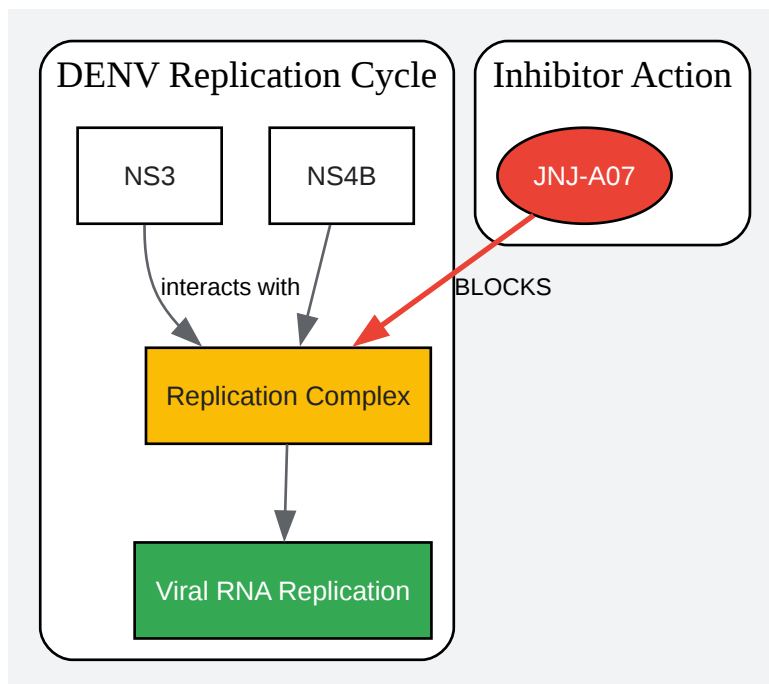 DENV Replication Cycle
Inhibitor Action
NS3
NS4B
JNJ-A07
interacts with
BLOCKS
Replication Complex
Viral RNA Replication